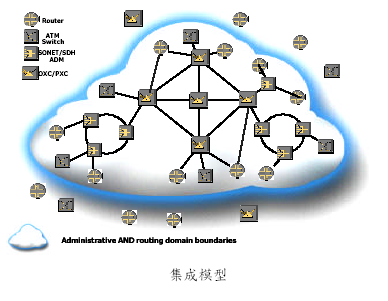 Router
ATM
Switch
SONET/SDH
ADM
OXC/PXC
Administrative AND routing domain boundaries
集成模型